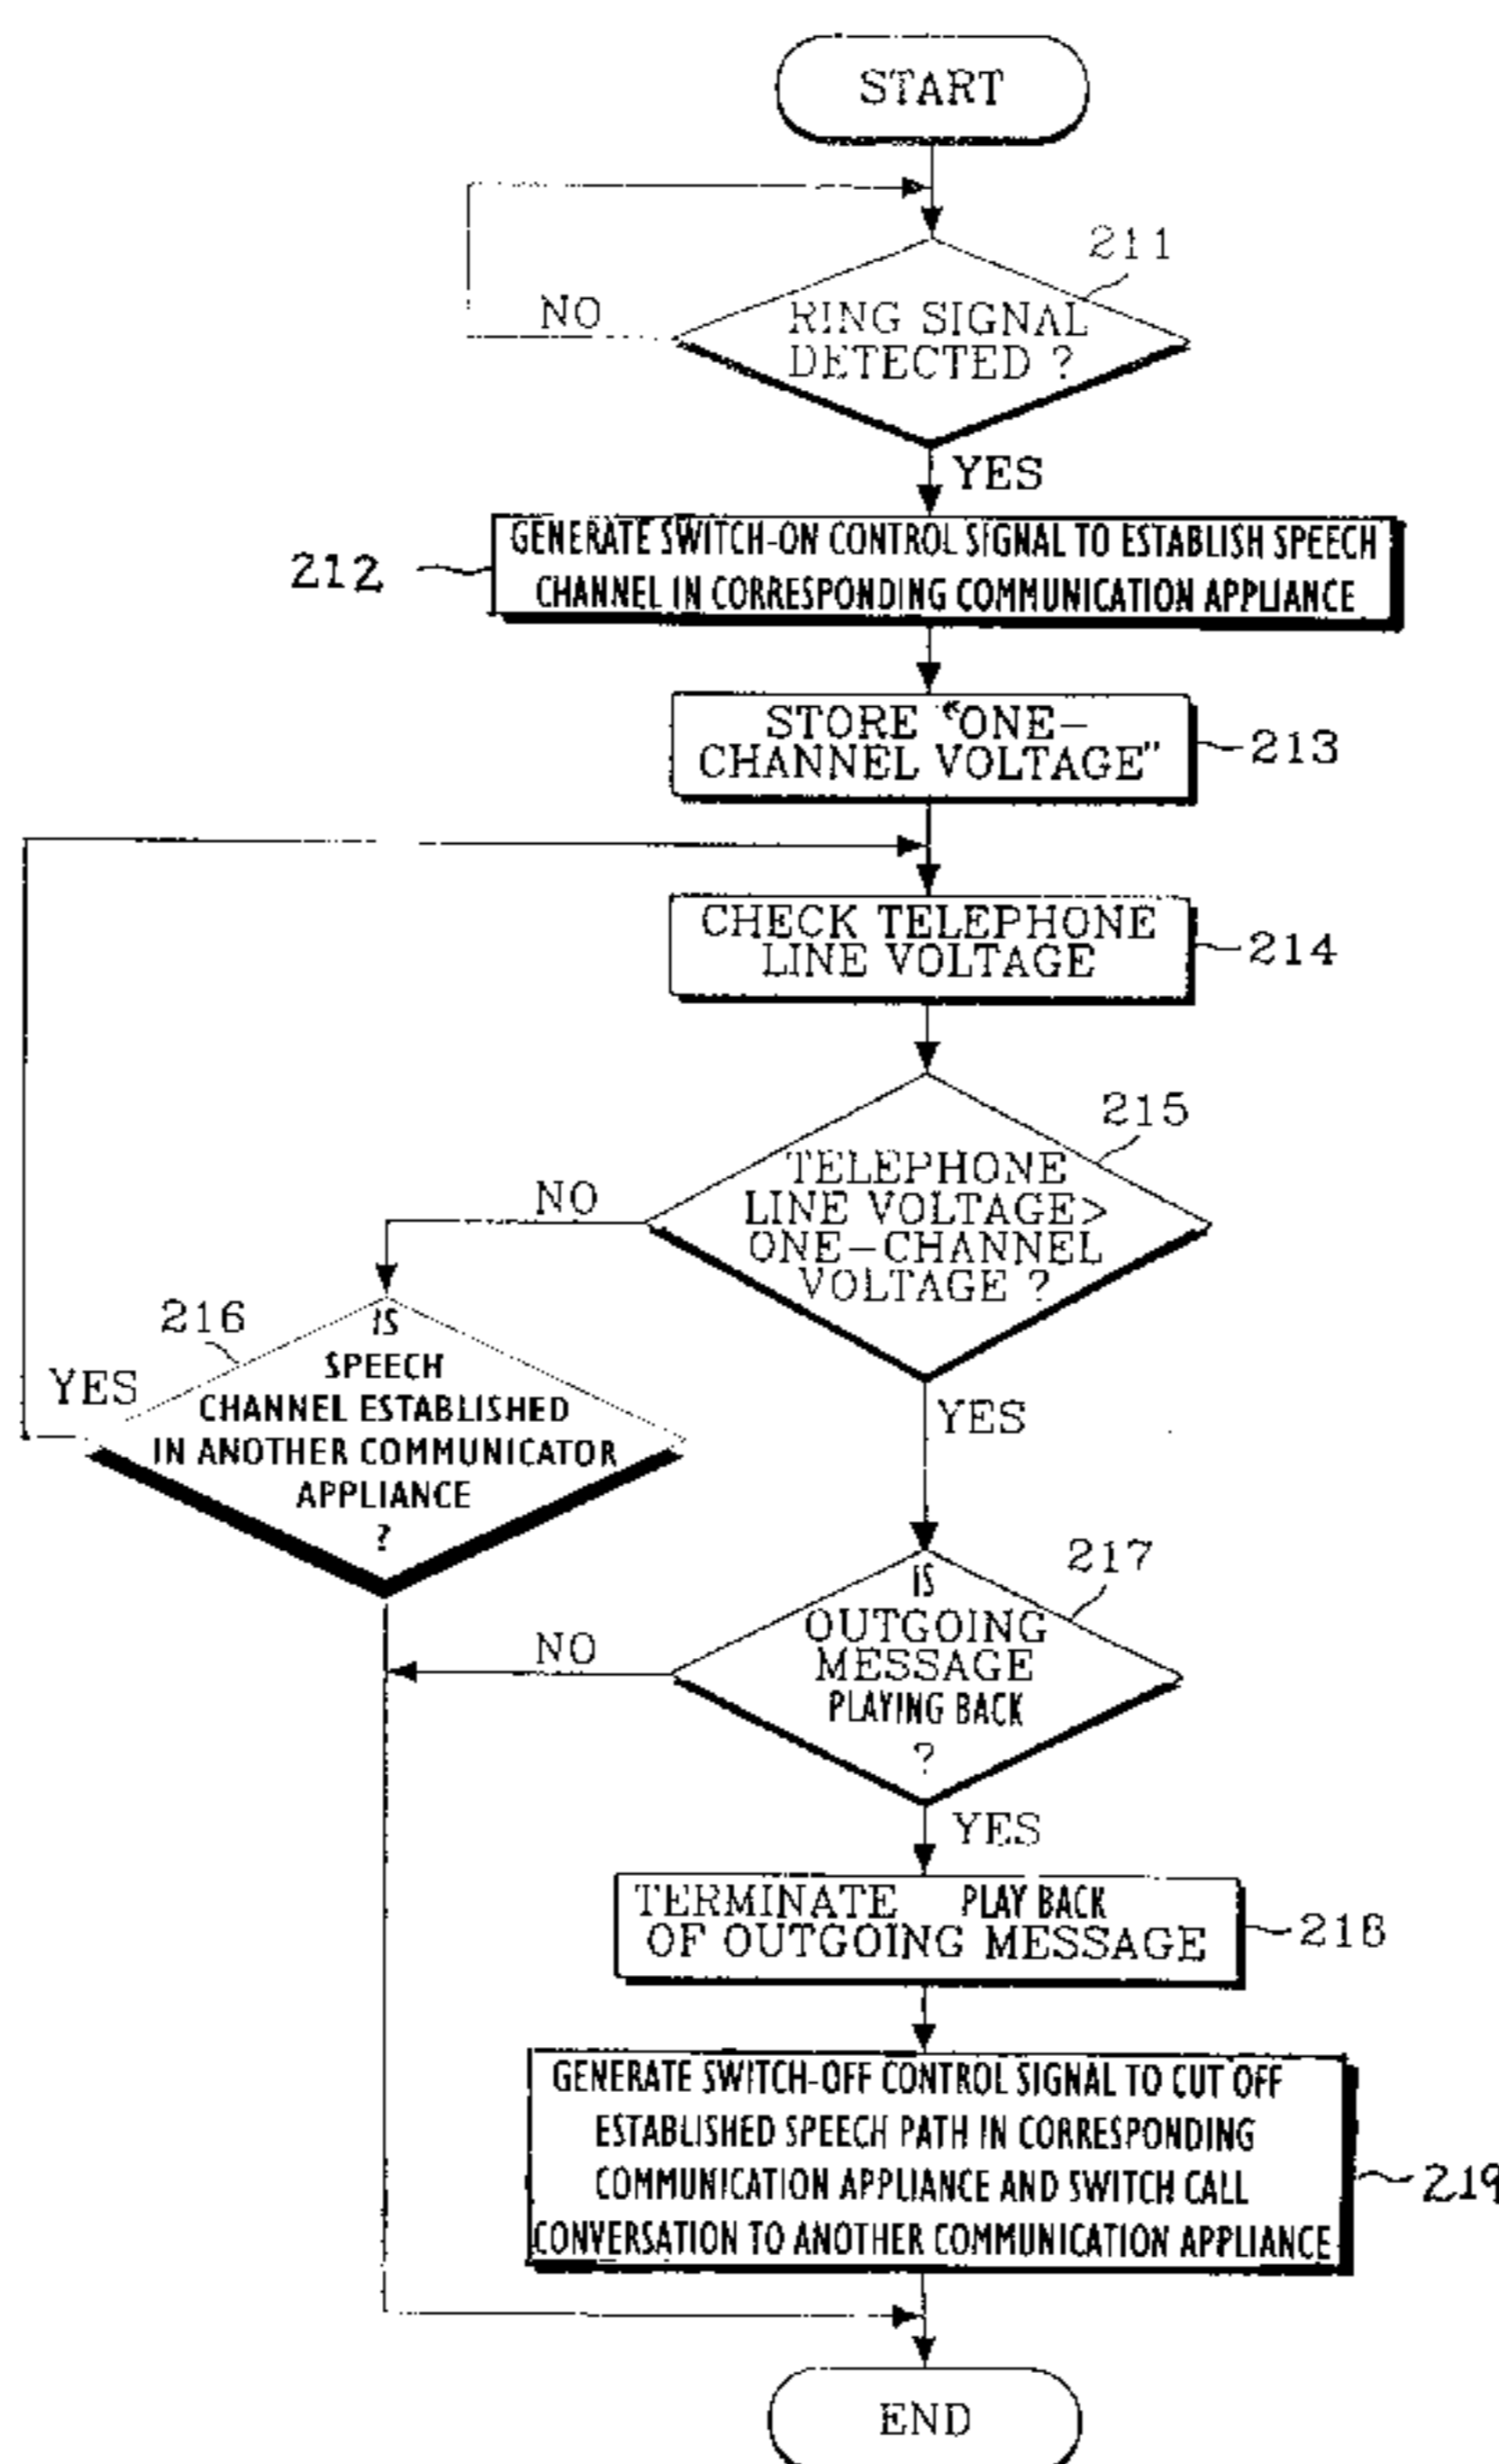 START
211
NO
RING SIGNAL
DETECTED ?
YES
GENERATE SWITCH-ON CONTROL SIGNAL TO ESTABLISH SPEECH
CHANNEL IN CORRESPONDING COMMUNICATION APPLIANCE
212
STORE "ONE-
CHANNEL VOLTAGE"
213
CHECK TELEPHONE
LINE VOLTAGE
214
215
TELEPHONE
LINE VOLTAGE>
ONE-CHANNEL
VOLTAGE ?
NO
216
IS
SPEECH
CHANNEL ESTABLISHED
IN ANOTHER COMMUNICATOR
APPLIANCE
?
YES
YES
217
IS
OUTGOING
MESSAGE
PLAYING BACK
?
NO
YES
TERMINATE PLAY BACK
OF OUTGOING MESSAGE
218
GENERATE SWITCH-OFF CONTROL SIGNAL TO CUT OFF
ESTABLISHED SPEECH PATH IN CORRESPONDING
COMMUNICATION APPLIANCE AND SWITCH CALL
CONVERSATION TO ANOTHER COMMUNICATION APPLIANCE
219
END